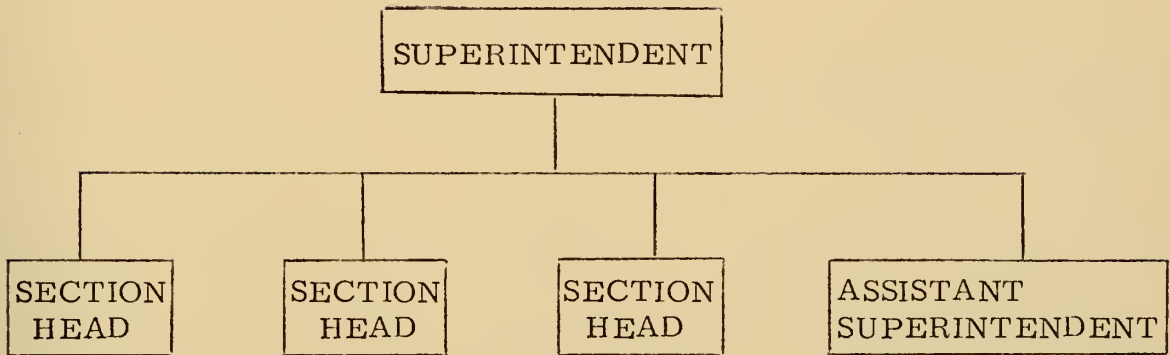 SUPERINTENDENT
SECTION
HEAD
SECTION
HEAD
SECTION
HEAD
ASSISTANT
SUPERINTENDENT